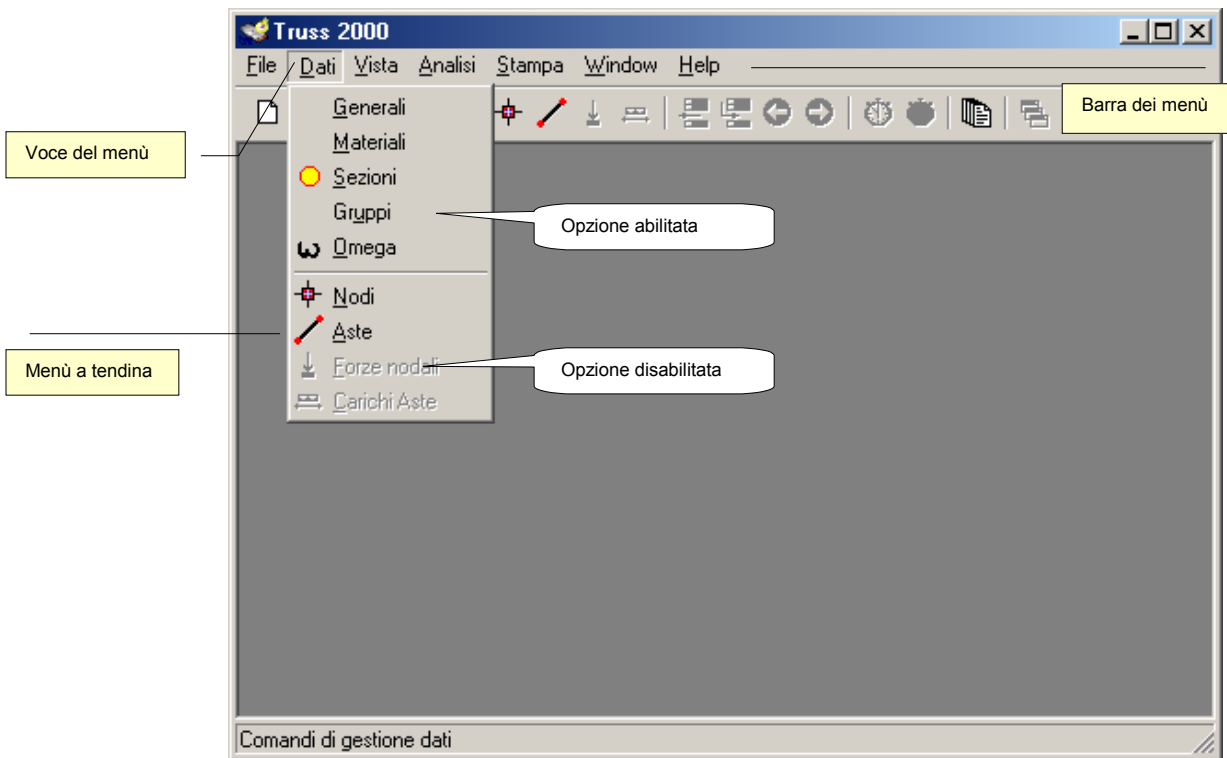 Truss 2000
File Dati Vista Analisi Stampa Window Help
Barra dei menù
Voce del menù
Generali
Materiali
Sezioni
Gruppi
Opzione abilitata
Omega
Nodi
Aste
Menù a tendina
Forze nodali
Opzione disabilitata
Carichi Aste
Comandi di gestione dati